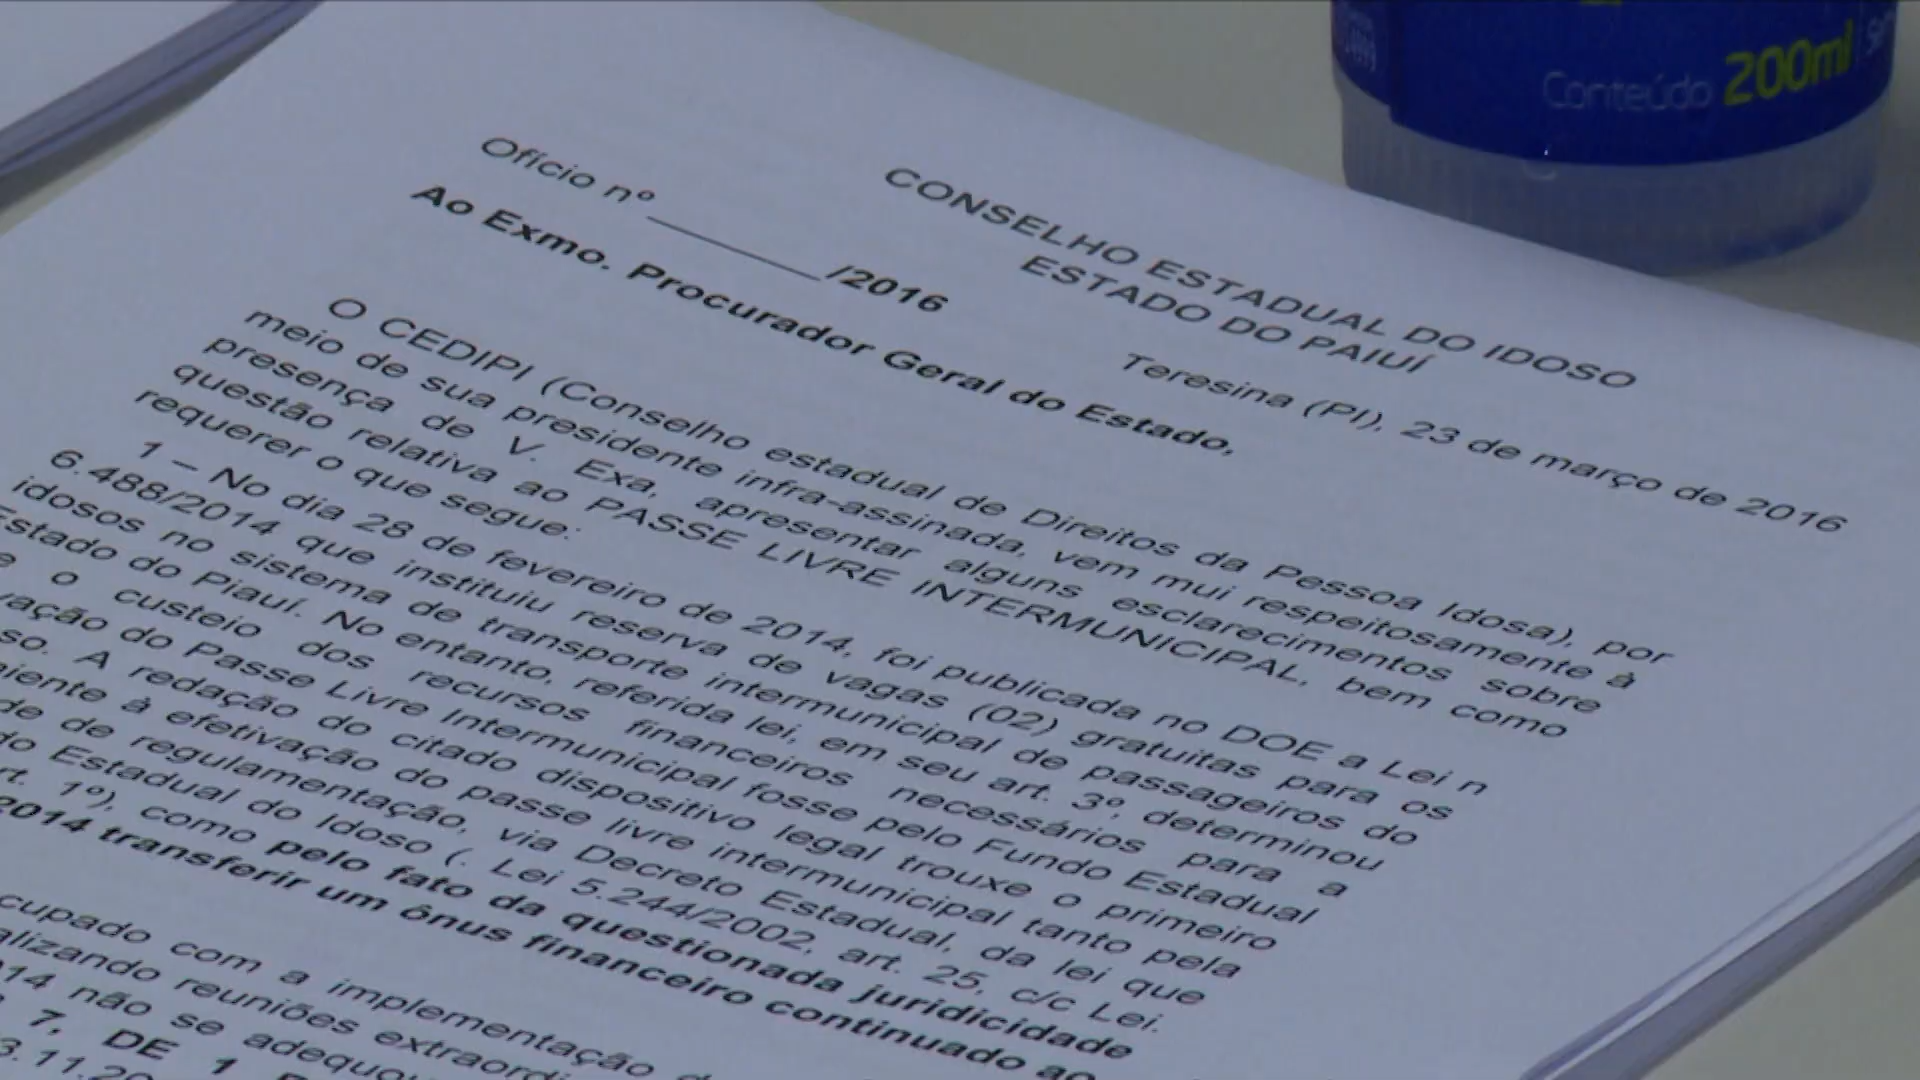 Conteúdo 200ml
CONSELHO ESTADUAL DO IDOSO
ESTADO DO PAIUÍ
Ofício nº________/2016
Teresina (PI), 23 de março de 2016
Ao Exmo. Procurador Geral do Estado,
O CEDIPI (Conselho estadual de Direitos da Pessoa Idosa), por
meio de sua presidente infra-assinada, vem mui respeitosamente à
presença de V. Exa, apresentar alguns esclarecimentos sobre
questão relativa ao PASSE LIVRE INTERMUNICIPAL, bem como
requerer o que segue:
1 – No dia 28 de fevereiro de 2014, foi publicada no DOE a Lei n
6.488/2014 que instituiu reserva de vagas (02) gratuitas para os
idosos no sistema de transporte intermunicipal de passageiros do
Estado do Piauí. No entanto, referida lei, em seu art. 3º, determinou
o custeio dos recursos financeiros necessários para a
do Passe Livre Intermunicipal fosse pelo Fundo Estadual
A redação do citado dispositivo legal trouxe o primeiro
à efetivação do passe livre intermunicipal tanto pela
de regulamentação, via Decreto Estadual, da lei que
Estadual do Idoso (. Lei 5.244/2002, art. 25, c/c Lei.
1º), como pelo fato da questionada juridicidade
2014 transferir um ônus financeiro continuado ao
com a implementação
reuniões
não se adequou
7, DE 1